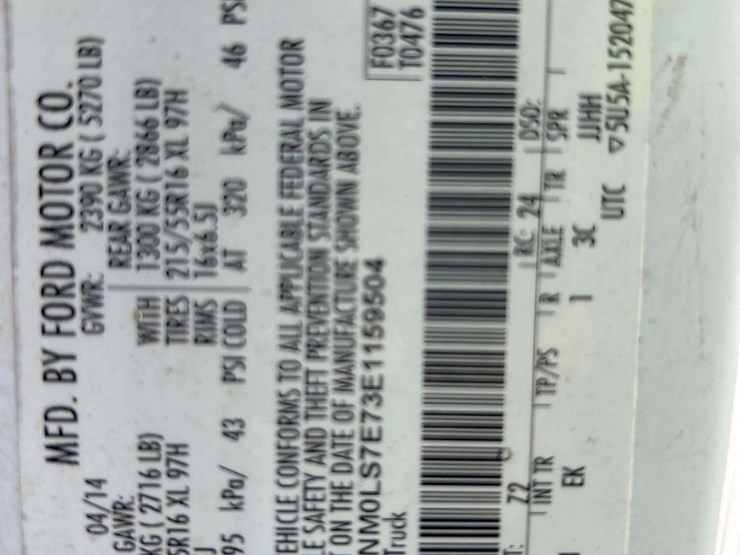 MFD. BY FORD MOTOR CO.
04/14 GVWR: 2390 KG ( 5270 LB)
GAWR: REAR GAWR:
KG ( 2716 LB) WITH 1300 KG ( 2866 LB)
5R16 XL 97H TIRES 215/55R16 XL 97H
J RIMS 16x6.5J
95 kPa/ 43 PSI COLD AT 320 kPa/ 46 PS
EHICLE CONFORMS TO ALL APPLICABLE FEDERAL MOTOR
E SAFETY AND THEFT PREVENTION STANDARDS IN
T ON THE DATE OF MANUFACTURE SHOWN ABOVE.
NM0LS7E73E1159504 F0367
Truck T0476
T: Z2 RC: 24 DSO:
INT TR TP/PS R AXLE TR SPR
EK 1 3C JJHH
UTC ▽5U5A-152047